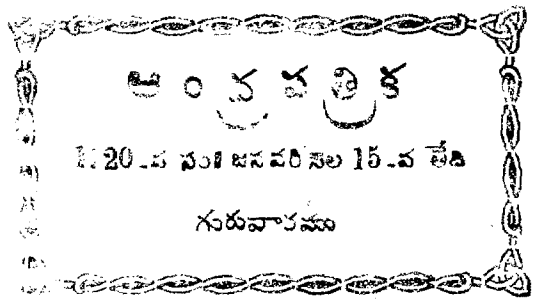 ఆంధ్రపత్రిక
1920-వ సం॥ జనవరి నెల 15-వ తేది
గురువారము